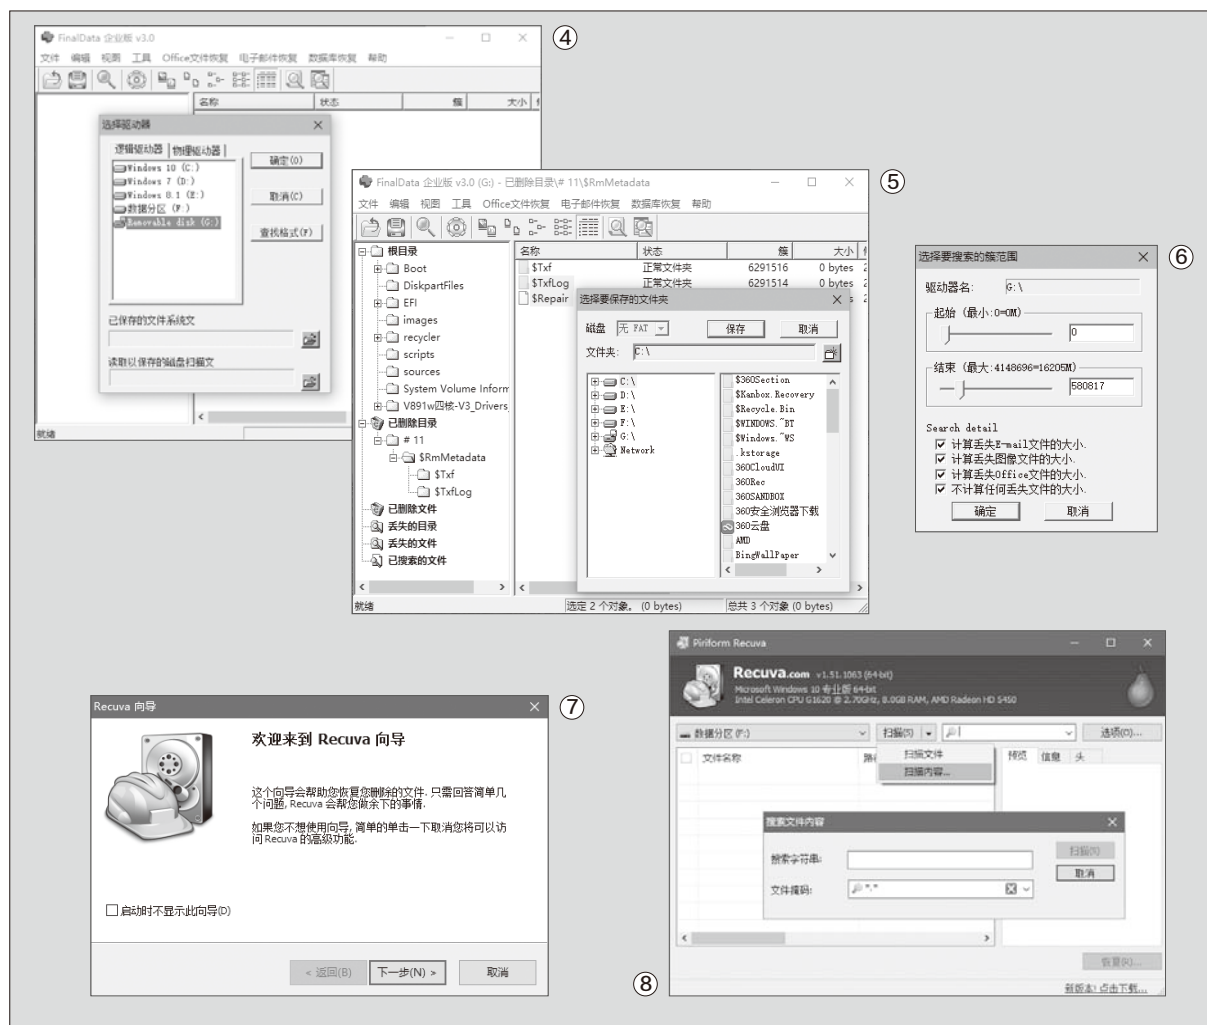 ④
FinalData 企业版 v3.0
文件 编辑 视图 工具 Office文件恢复 电子邮件恢复 数据库恢复 帮助
名称 状态 簇 大小
选择驱动器
逻辑驱动器 物理驱动器
Windows 10 (C:)
Windows 7 (D:)
Windows 8.1 (E:)
数据分区 (F:)
Removable disk (G:)
确定(O)
取消(C)
查找格式(F)
已保存的文件系统文
读取以保存的磁盘扫描文
就绪
⑤
FinalData 企业版 v3.0 (G:) - 已删除目录\# 11\$RmMetadata
文件 编辑 视图 工具 Office文件恢复 电子邮件恢复 数据库恢复 帮助
根目录
Boot
DiskpartFiles
EFI
images
recycler
scripts
sources
System Volume Inform
V891w四核-V3_Drivers_
已删除目录
# 11
$RmMetadata
$Txf
$TxfLog
已删除文件
丢失的目录
丢失的文件
已搜索的文件
名称 状态 簇 大小
$Txf 正常文件夹 6291516 0 bytes 2
$TxfLog 正常文件夹 6291514 0 bytes 2
$Repair
选择要保存的文件夹
磁盘 无 FAT 保存 取消
文件夹: C:\
C:\
D:\
E:\
F:\
G:\
Network
$360Section
$Kanbox.Recovery
$Recycle.Bin
$WINDOWS.~BT
$Windows.~WS
.kstorage
360CloudUI
360Rec
360SANDBOX
360安全浏览器下载
360云盘
AMD
BingWallPaper
就绪 选定 2 个对象。 (0 bytes) 总共 3 个对象 (0 bytes)
⑥
选择要搜索的簇范围
驱动器名: G:\
起始 (最小:0=0M)
0
结束 (最大:4148696=16205M)
580817
Search detail
计算丢失E-mail文件的大小.
计算丢失图像文件的大小.
计算丢失Office文件的大小.
不计算任何丢失文件的大小.
确定 取消
⑦
Recuva 向导
欢迎来到 Recuva 向导
这个向导会帮助您恢复您删除的文件. 只需回答简单几
个问题, Recuva 会帮您做余下的事情.
如果您不想使用向导, 简单的单击一下取消您将可以访
问 Recuva 的高级功能.
启动时不显示此向导(D)
< 返回(B) 下一步(N) > 取消
⑧
Piriform Recuva
Recuva.com v1.51.1063 (64-bit)
Microsoft Windows 10 专业版 64-bit
Intel Celeron CPU G1620 @ 2.70GHz, 8.0GB RAM, AMD Radeon HD 5450
数据分区 (F:) 扫描(S) 选项(O)...
文件名称 路 预览 信息 头
扫描文件
扫描内容...
搜索文件内容
搜索字符串: 扫描(S)
取消
文件掩码: *.*
恢复(R)...
新版本! 点击下载...